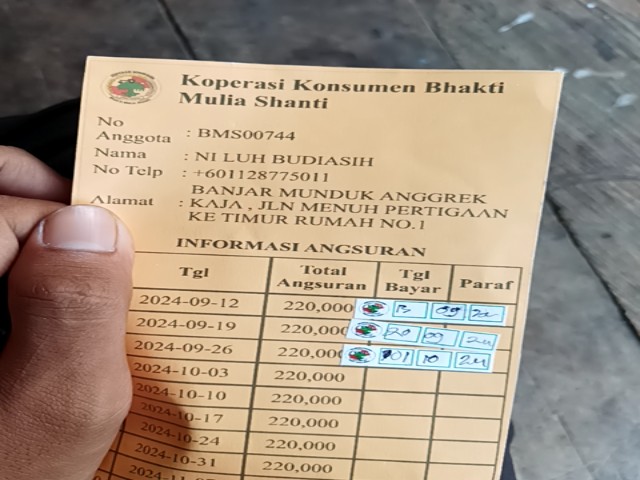 Koperasi Konsumen Bhakti
Mulia Shanti
No
Anggota : BMS00744
Nama : NI LUH BUDIASIH
No Telp : +601128775011
Alamat : BANJAR MUNDUK ANGGREK
KAJA , JLN MENUH PERTIGAAN
KE TIMUR RUMAH NO.1
INFORMASI ANGSURAN
Tgl Total Angsuran Tgl Bayar Paraf
2024-09-12 220,000 09 24
2024-09-19 220,000 20 09 24
2024-09-26 220,000 01 10 24
2024-10-03 220,000
2024-10-10 220,000
2024-10-17 220,000
2024-10-24 220,000
2024-10-31 220,000